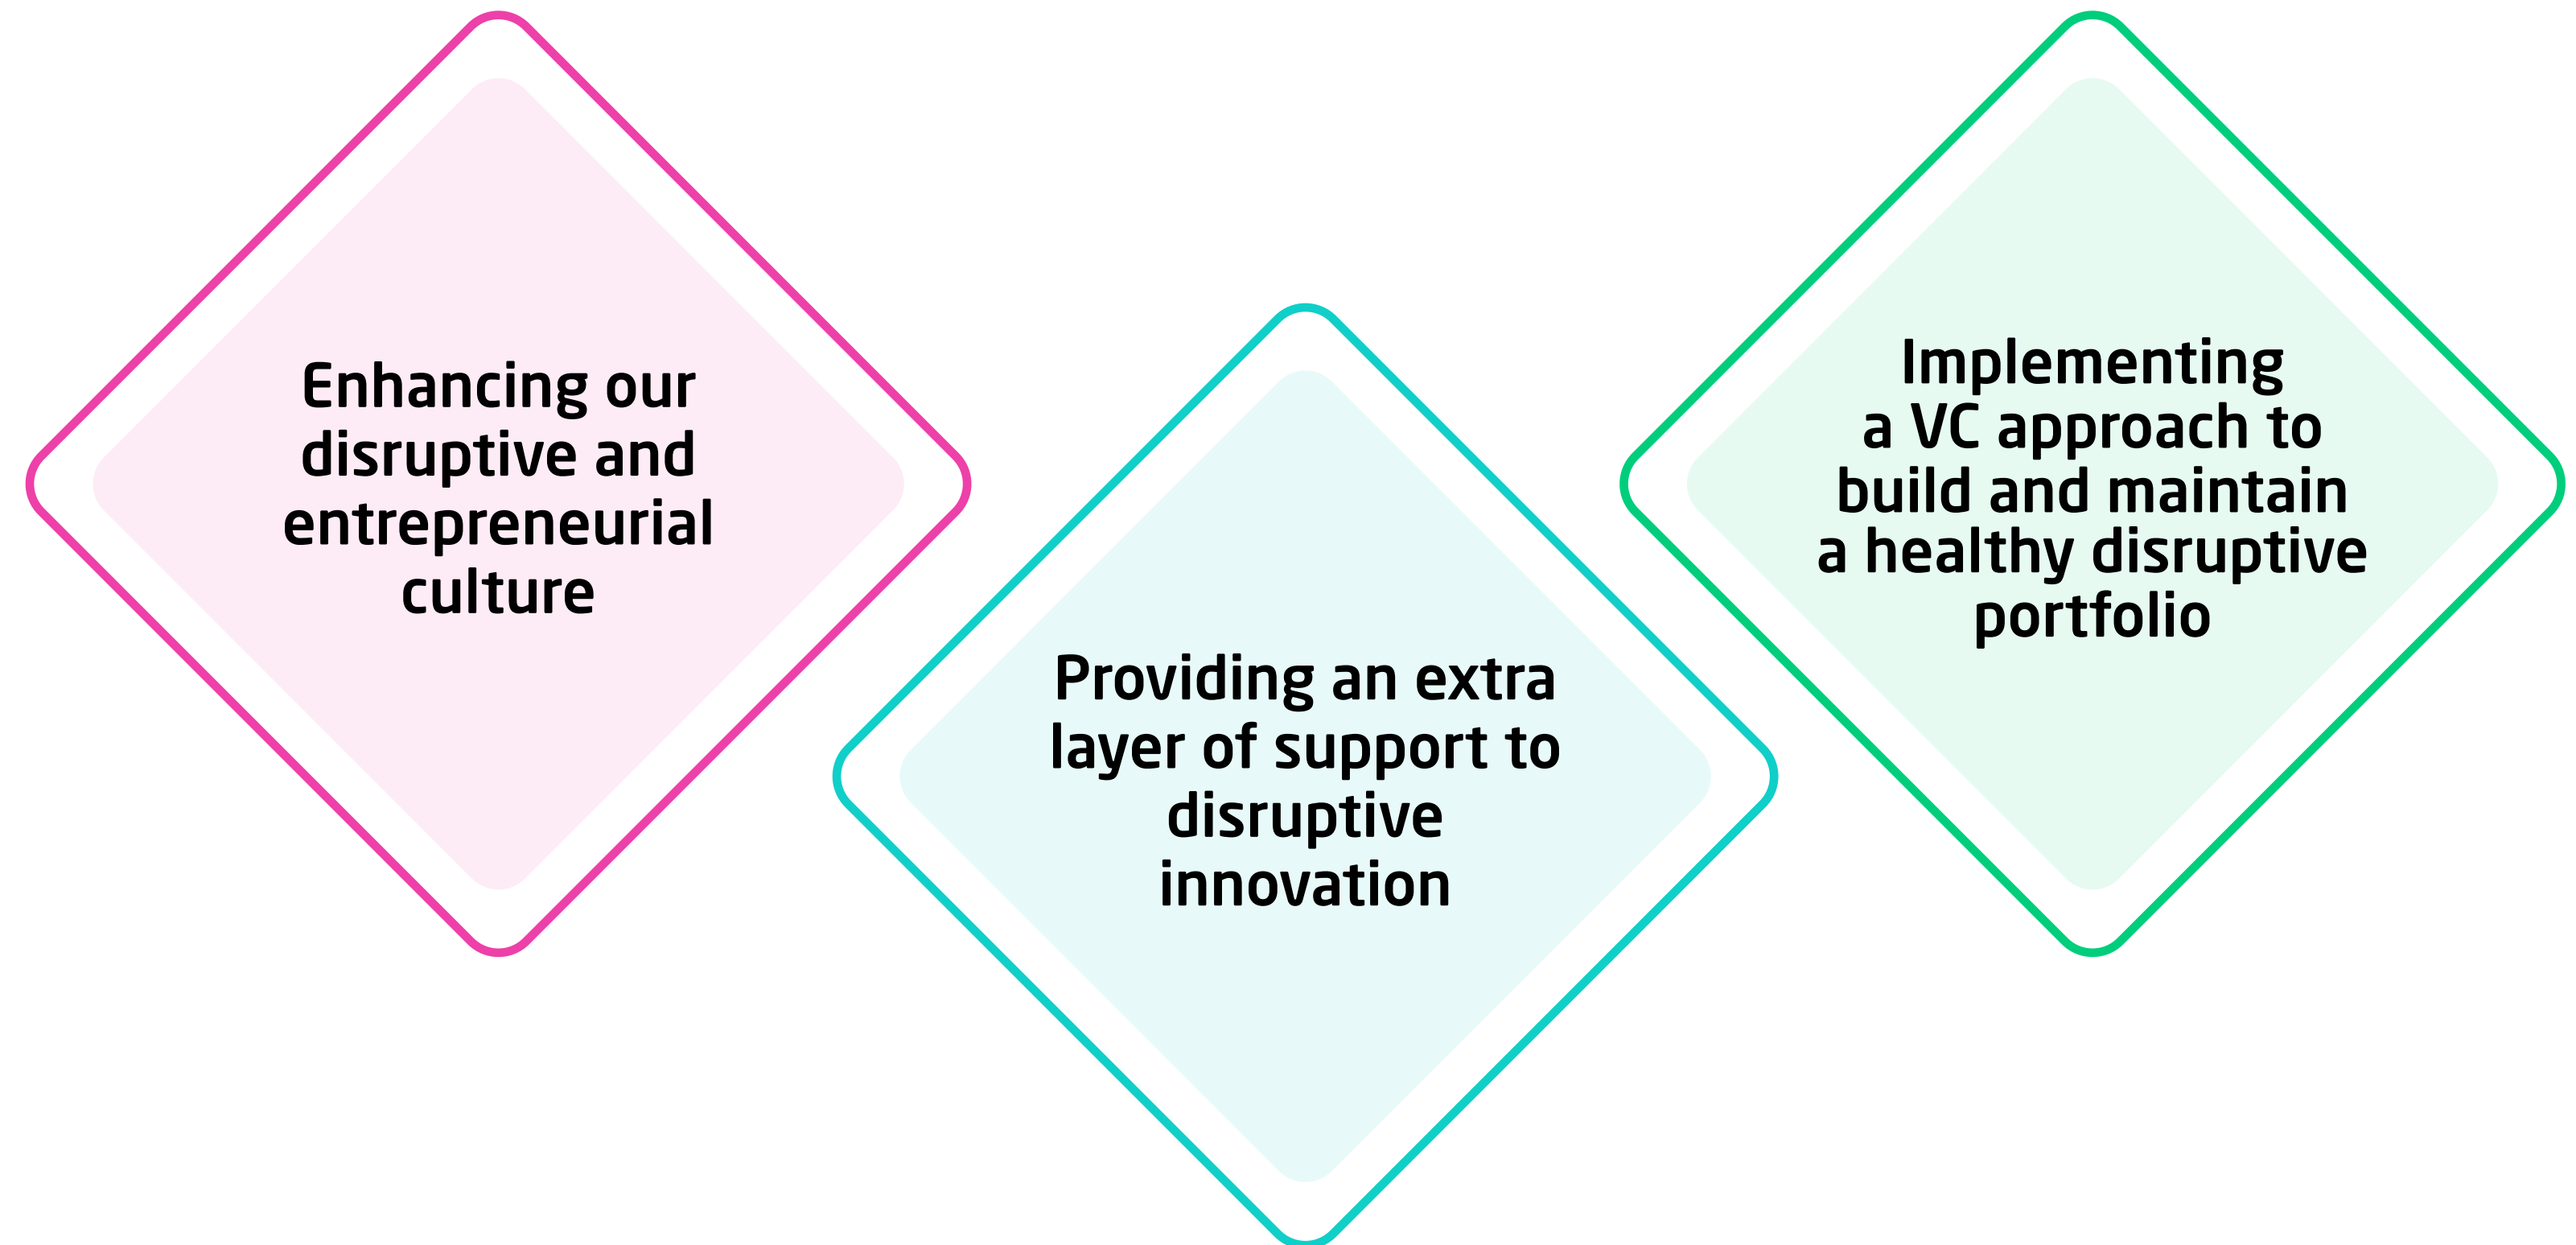 Enhancing our
disruptive and
entrepreneurial
culture
Providing an extra
layer of support to
disruptive
innovation
Implementing
a VC approach to
build and maintain
a healthy disruptive
portfolio